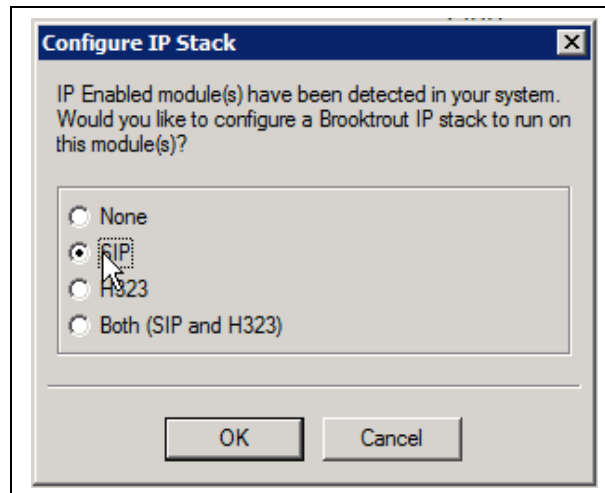 Configure IP Stack
IP Enabled module(s) have been detected in your system.
Would you like to configure a Brooktrout IP stack to run on
this module(s)?
None
SIP
H323
Both (SIP and H323)
OK
Cancel